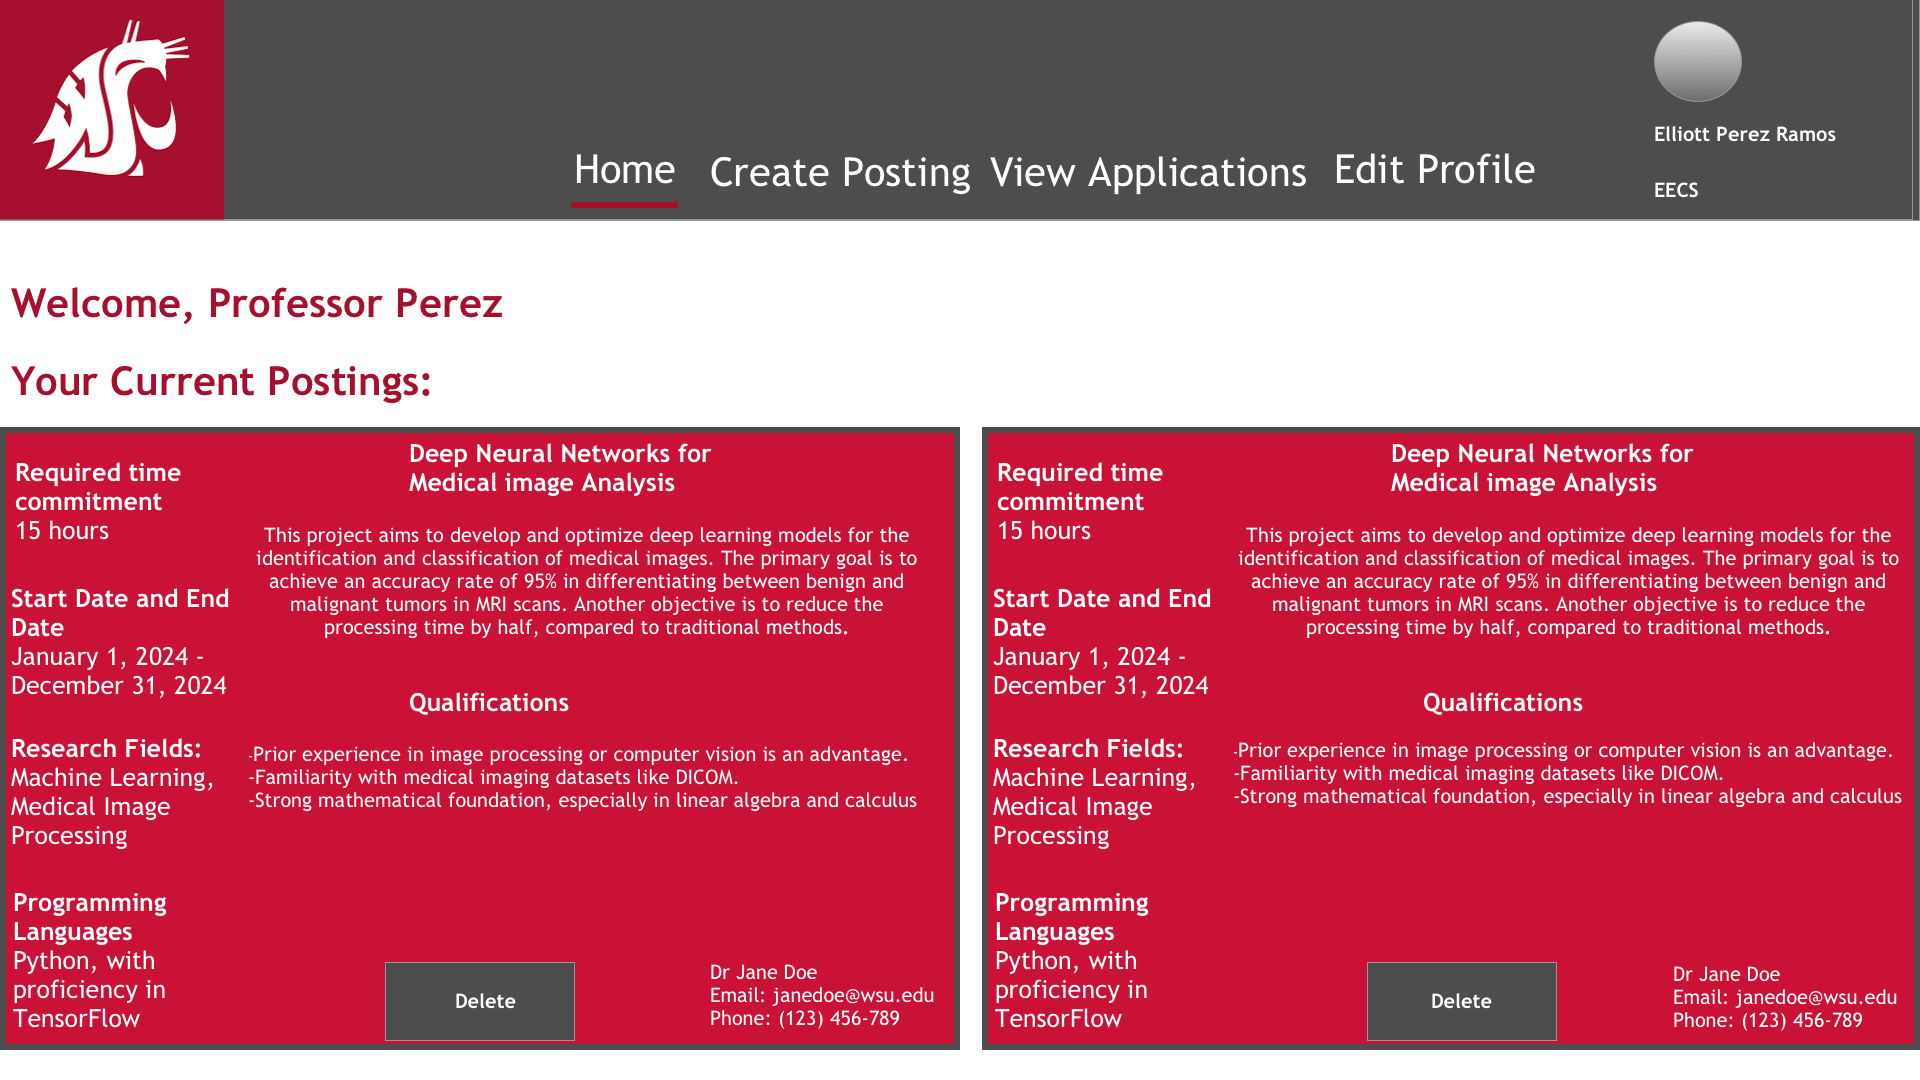 Home
Create Posting
View Applications
Edit Profile
Elliott Perez Ramos
EECS
Welcome, Professor Perez
Your Current Postings:
Required time
commitment
15 hours
Start Date and End
Date
January 1, 2024 -
December 31, 2024
Research Fields:
Machine Learning,
Medical Image
Processing
Programming
Languages
Python, with
proficiency in
TensorFlow
Deep Neural Networks for
Medical image Analysis
This project aims to develop and optimize deep learning models for the
identification and classification of medical images. The primary goal is to
achieve an accuracy rate of 95% in differentiating between benign and
malignant tumors in MRI scans. Another objective is to reduce the
processing time by half, compared to traditional methods.
Qualifications
-Prior experience in image processing or computer vision is an advantage.
-Familiarity with medical imaging datasets like DICOM.
-Strong mathematical foundation, especially in linear algebra and calculus
Delete
Dr Jane Doe
Email: janedoe@wsu.edu
Phone: (123) 456-789
Required time
commitment
15 hours
Start Date and End
Date
January 1, 2024 -
December 31, 2024
Research Fields:
Machine Learning,
Medical Image
Processing
Programming
Languages
Python, with
proficiency in
TensorFlow
Deep Neural Networks for
Medical image Analysis
This project aims to develop and optimize deep learning models for the
identification and classification of medical images. The primary goal is to
achieve an accuracy rate of 95% in differentiating between benign and
malignant tumors in MRI scans. Another objective is to reduce the
processing time by half, compared to traditional methods.
Qualifications
-Prior experience in image processing or computer vision is an advantage.
-Familiarity with medical imaging datasets like DICOM.
-Strong mathematical foundation, especially in linear algebra and calculus
Delete
Dr Jane Doe
Email: janedoe@wsu.edu
Phone: (123) 456-789